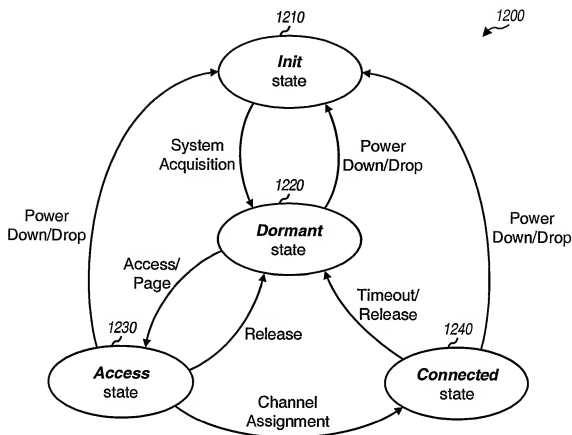 1210
1200
Init
state
System
Acquisition
Power
Down/Drop
1220
Power
Down/Drop
Dormant
state
Power
Down/Drop
Access/
Page
Timeout/
Release
1230
Release
1240
Access
state
Connected
state
Channel
Assignment